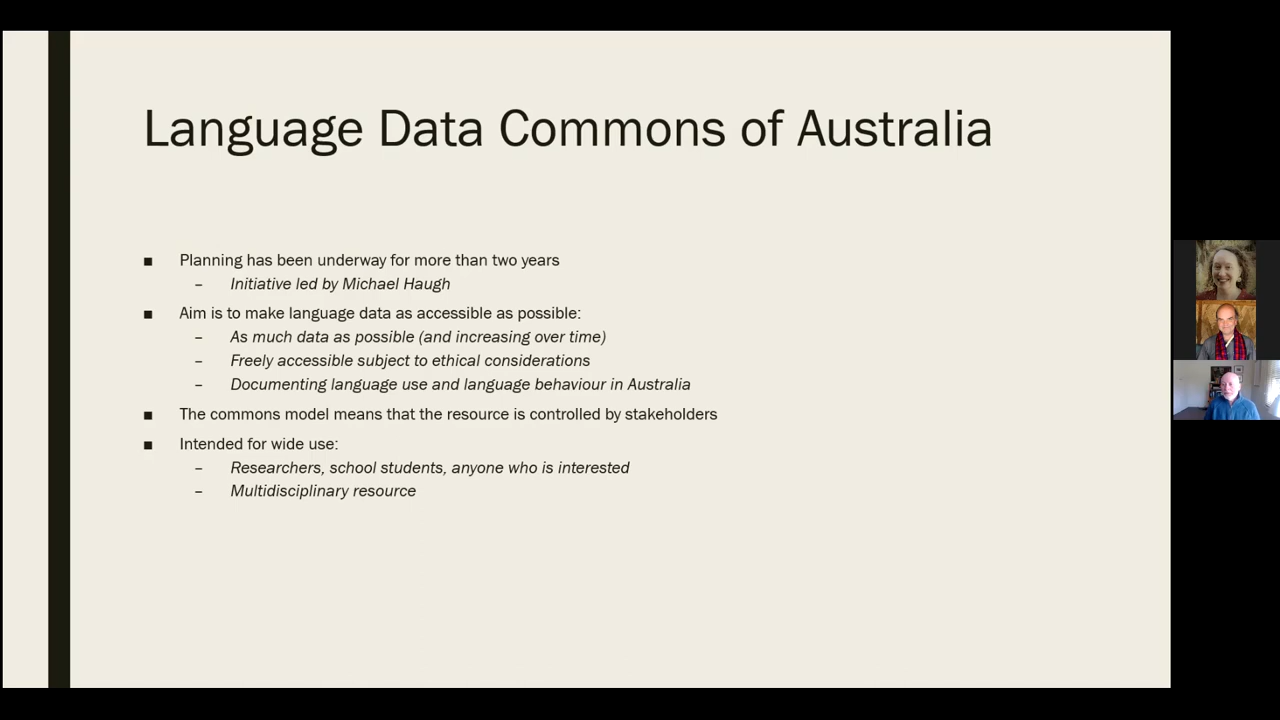 Language Data Commons of Australia
■ Planning has been underway for more than two years
– Initiative led by Michael Haugh
■ Aim is to make language data as accessible as possible:
– As much data as possible (and increasing over time)
– Freely accessible subject to ethical considerations
– Documenting language use and language behaviour in Australia
■ The commons model means that the resource is controlled by stakeholders
■ Intended for wide use:
– Researchers, school students, anyone who is interested
– Multidisciplinary resource